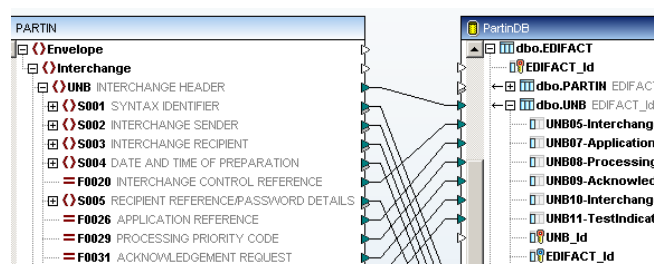 PARTIN
Envelope
Interchange
UNB INTERCHANGE HEADER
S001 SYNTAX IDENTIFIER
S002 INTERCHANGE SENDER
S003 INTERCHANGE RECIPIENT
S004 DATE AND TIME OF PREPARATION
F0020 INTERCHANGE CONTROL REFERENCE
S005 RECIPIENT REFERENCE/PASSWORD DETAILS
F0026 APPLICATION REFERENCE
F0029 PROCESSING PRIORITY CODE
F0031 ACKNOWLEDGEMENT REQUEST
PartinDB
dbo.EDIFACT
EDIFACT_Id
dbo.PARTIN EDIFAC
dbo.UNB EDIFACT_Id
UNB05-Interchang
UNB07-Application
UNB08-Processing
UNB09-Acknowled
UNB10-Interchang
UNB11-TestIndicat
UNB_Id
EDIFACT_Id